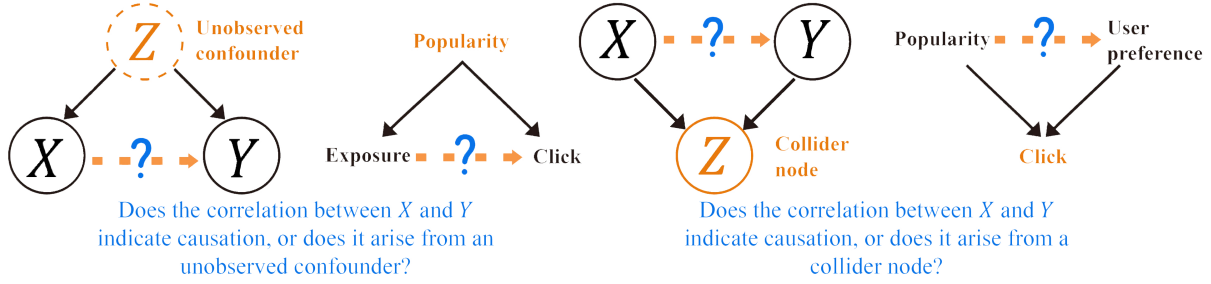 Z
Unobserved
confounder
X ? Y
Popularity
Exposure ? Click
Does the correlation between X and Y
indicate causation, or does it arise from an
unobserved confounder?
X ? Y
Z
Collider
node
Popularity ? User
preference
Click
Does the correlation between X and Y
indicate causation, or does it arise from a
collider node?